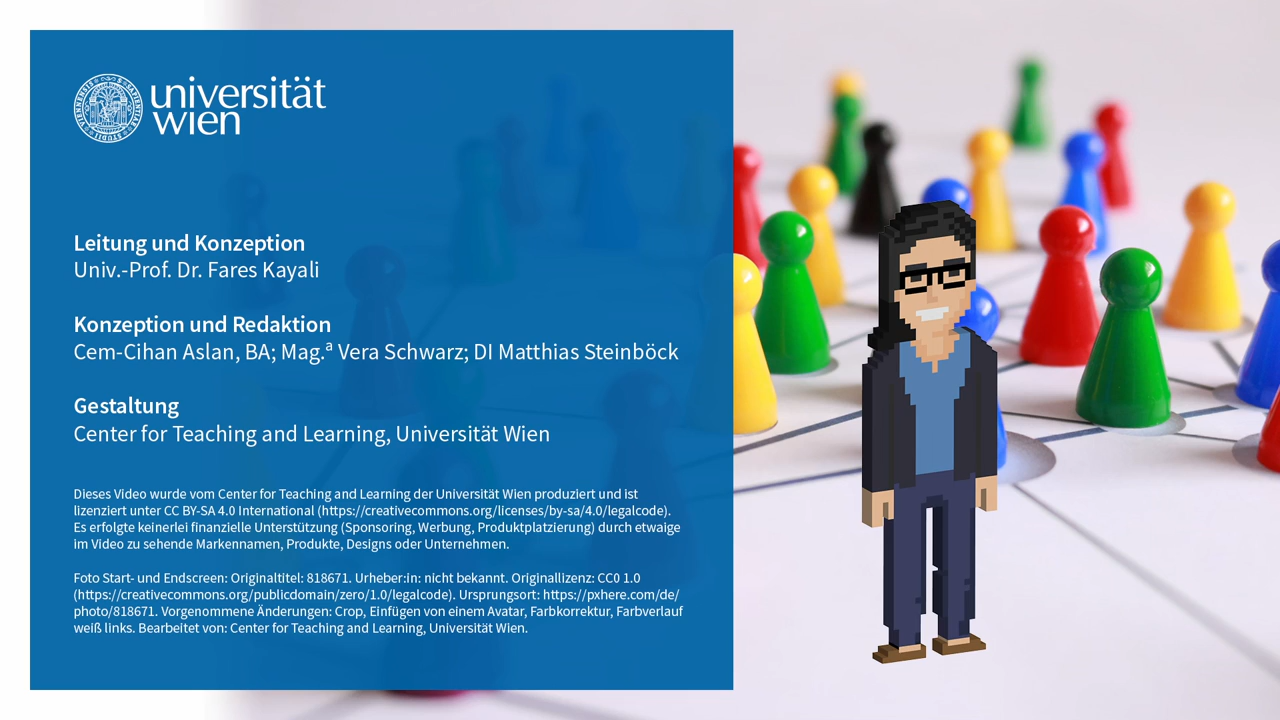 universität
wien
Leitung und Konzeption
Univ.-Prof. Dr. Fares Kayali
Konzeption und Redaktion
Cem-Cihan Aslan, BA; Mag.ª Vera Schwarz; DI Matthias Steinböck
Gestaltung
Center for Teaching and Learning, Universität Wien
Dieses Video wurde vom Center for Teaching and Learning der Universität Wien produziert und ist
lizenziert unter CC BY-SA 4.0 International (https://creativecommons.org/licenses/by-sa/4.0/legalcode).
Es erfolgte keinerlei finanzielle Unterstützung (Sponsoring, Werbung, Produktplatzierung) durch etwaige
im Video zu sehende Markennamen, Produkte, Designs oder Unternehmen.
Foto Start- und Endscreen: Originaltitel: 818671. Urheber:in: nicht bekannt. Originallizenz: CC0 1.0
(https://creativecommons.org/publicdomain/zero/1.0/legalcode). Ursprungsort: https://pxhere.com/de/
photo/818671. Vorgenommene Änderungen: Crop, Einfügen von einem Avatar, Farbkorrektur, Farbverlauf
weiß links. Bearbeitet von: Center for Teaching and Learning, Universität Wien.